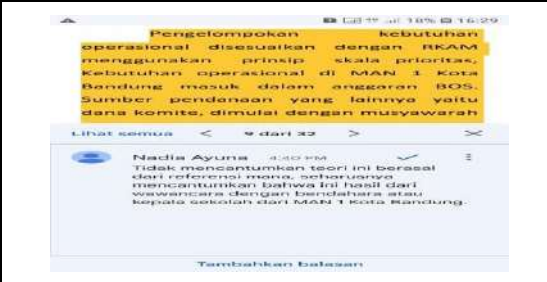 18% 16:29
Pengelompokan kebutuhan
operasional disesuaikan dengan RKAM
menggunakan prinsip skala prioritas,
Kebutuhan operasional di MAN 1 Kota
Bandung masuk dalam anggaran BOS.
Sumber pendanaan yang lainnya yaitu
dana komite, dimulai dengan musyawarah
Lihat semua < 9 dari 32 >
Nadia Ayuna 4:40 PM
Tidak mencantumkan teori ini berasal
dari referensi mana, seharusnya
mencantumkan bahwa ini hasil dari
wawancara dengan bendahara atau
kepala sekolah dari MAN 1 Kota Bandung.
Tambahkan balasan